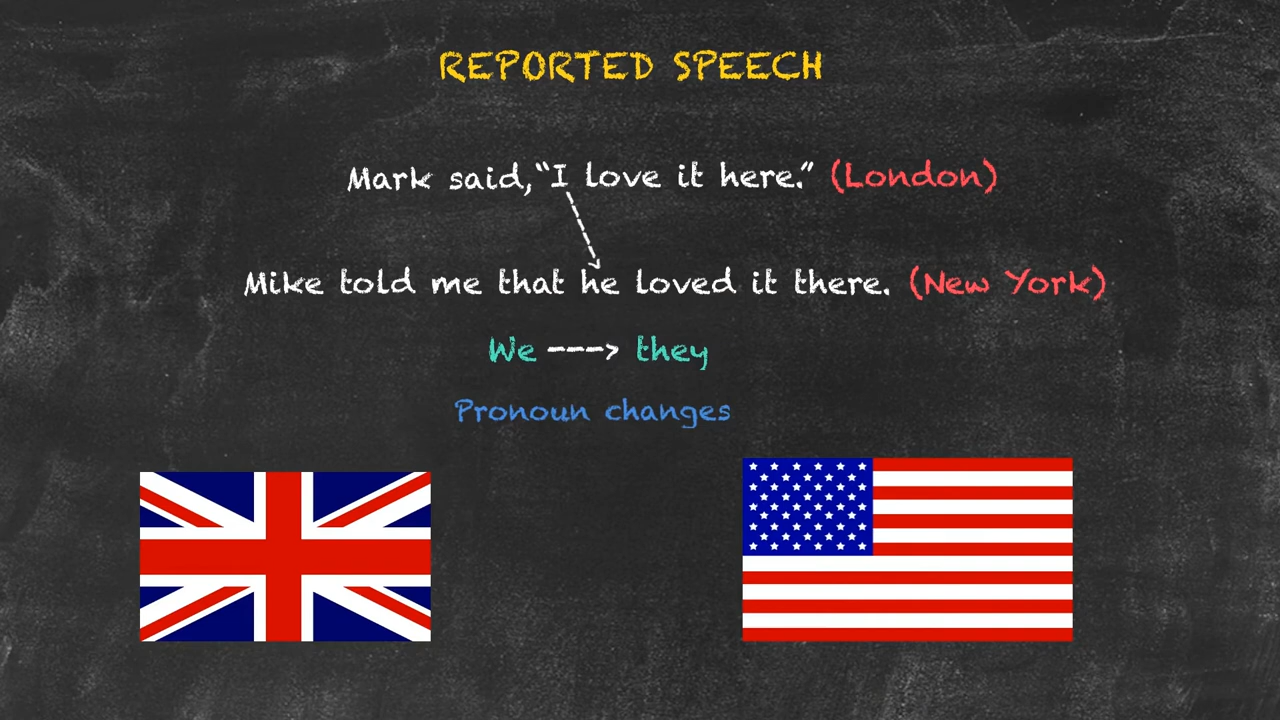 REPORTED SPEECH
Mark said,“I love it here.” (London)
Mike told me that he loved it there. (New York)
We ---> they
Pronoun changes